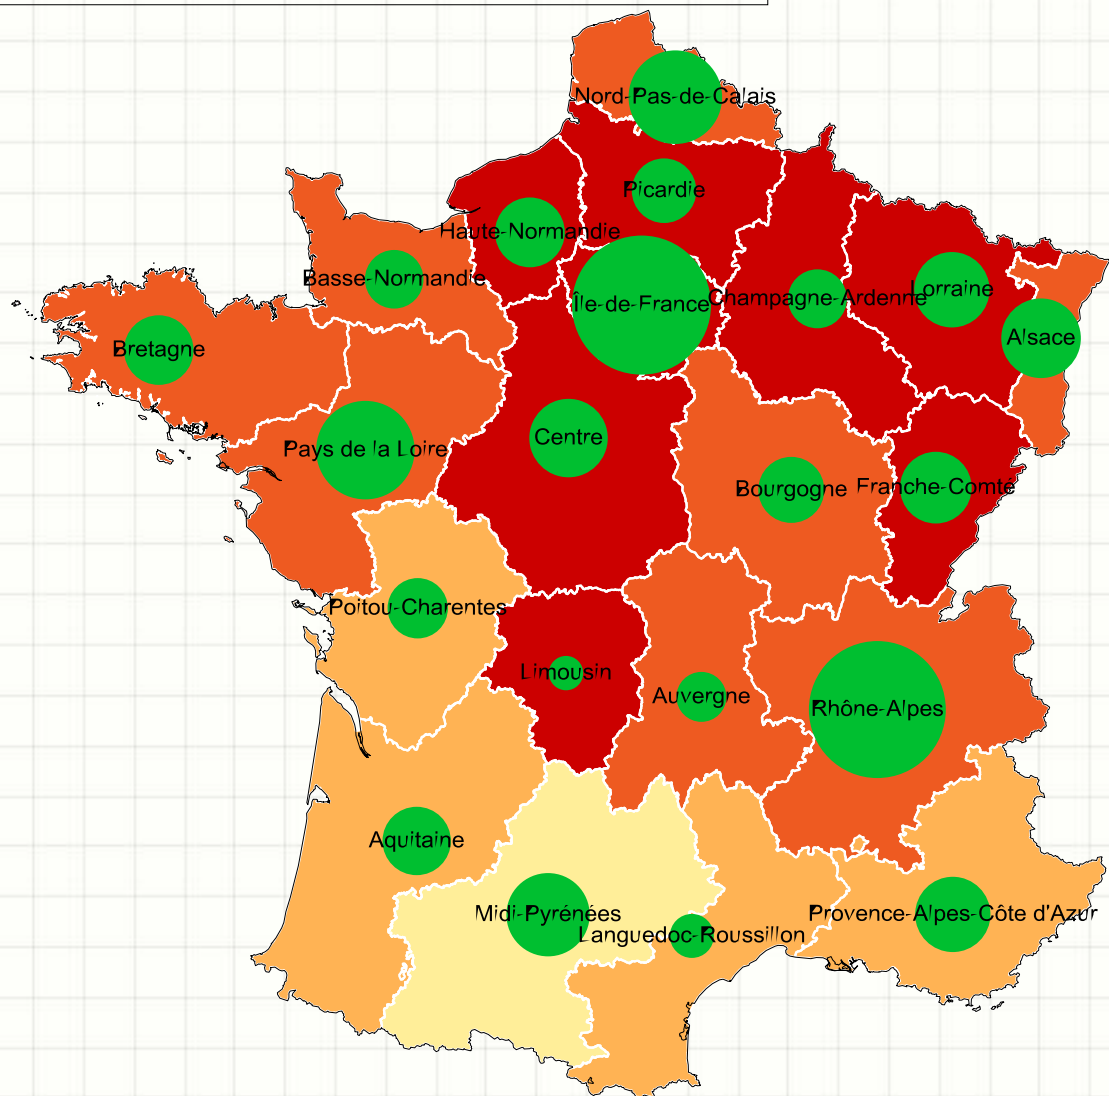 Nord-Pas-de-Calais
Picardie
Haute-Normandie
Basse-Normandie
Île-de-France
Champagne-Ardenne
Lorraine
Alsace
Bretagne
Pays de la Loire
Centre
Bourgogne
Franche-Comté
Poitou-Charentes
Limousin
Auvergne
Rhône-Alpes
Aquitaine
Midi-Pyrénées
Languedoc-Roussillon
Provence-Alpes-Côte d'Azur